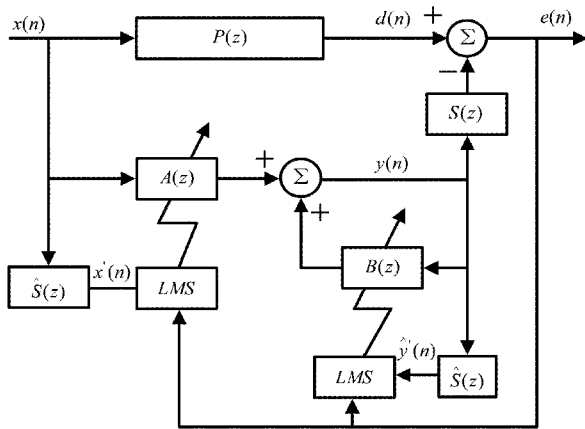 x(n)
P(z)
d(n)
+
Σ
e(n)
−
S(z)
A(z)
+
Σ
y(n)
+
B(z)
Ŝ(z)
x'(n)
LMS
LMS
ŷ'(n)
Ŝ(z)